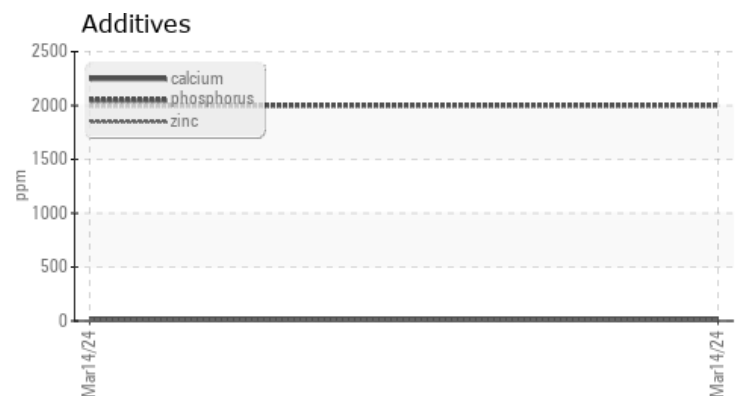 Additives
2500
calcium
phosphorus
2000
zinc
1500
ppm
1000
500
0
Mar14/24
Mar14/24